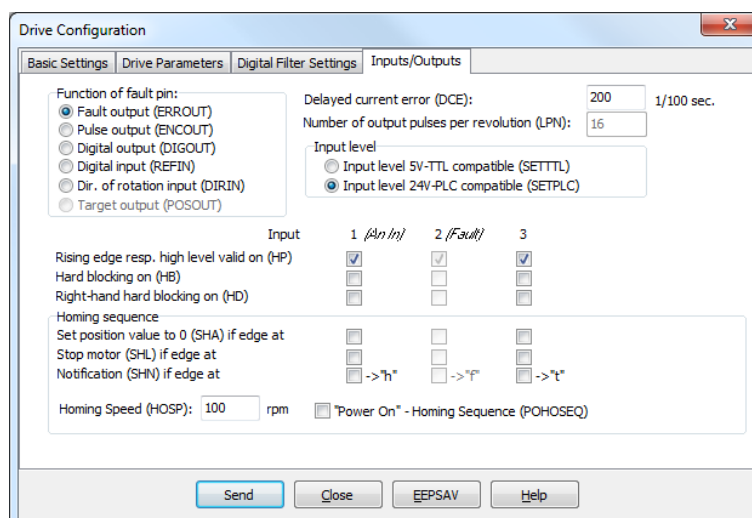 Drive Configuration
X
Basic Settings Drive Parameters Digital Filter Settings Inputs/Outputs
Function of fault pin:
Fault output (ERROUT)
Pulse output (ENCOUT)
Digital output (DIGOUT)
Digital input (REFIN)
Dir. of rotation input (DIRIN)
Target output (POSOUT)
Delayed current error (DCE): 200 1/100 sec.
Number of output pulses per revolution (LPN): 16
Input level
Input level 5V-TTL compatible (SETTTL)
Input level 24V-PLC compatible (SETPLC)
Input 1 (An In) 2 (Fault) 3
Rising edge resp. high level valid on (HP)
Hard blocking on (HB)
Right-hand hard blocking on (HD)
Homing sequence
Set position value to 0 (SHA) if edge at
Stop motor (SHL) if edge at
Notification (SHN) if edge at ->"h" ->"f" ->"t"
Homing Speed (HOSP): 100 rpm "Power On" - Homing Sequence (POHOSEQ)
Send Close EEPSAV Help